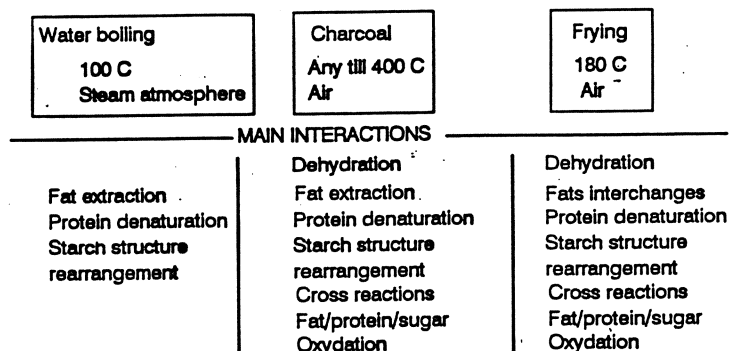 Water boiling
100 C
Steam atmosphere
Charcoal
Any till 400 C
Air
Frying
180 C
Air
MAIN INTERACTIONS
Fat extraction
Protein denaturation
Starch structure
rearrangement
Dehydration
Fat extraction
Protein denaturation
Starch structure
rearrangement
Cross reactions
Fat/protein/sugar
Oxydation
Dehydration
Fats interchanges
Protein denaturation
Starch structure
rearrangement
Cross reactions
Fat/protein/sugar
Oxydation